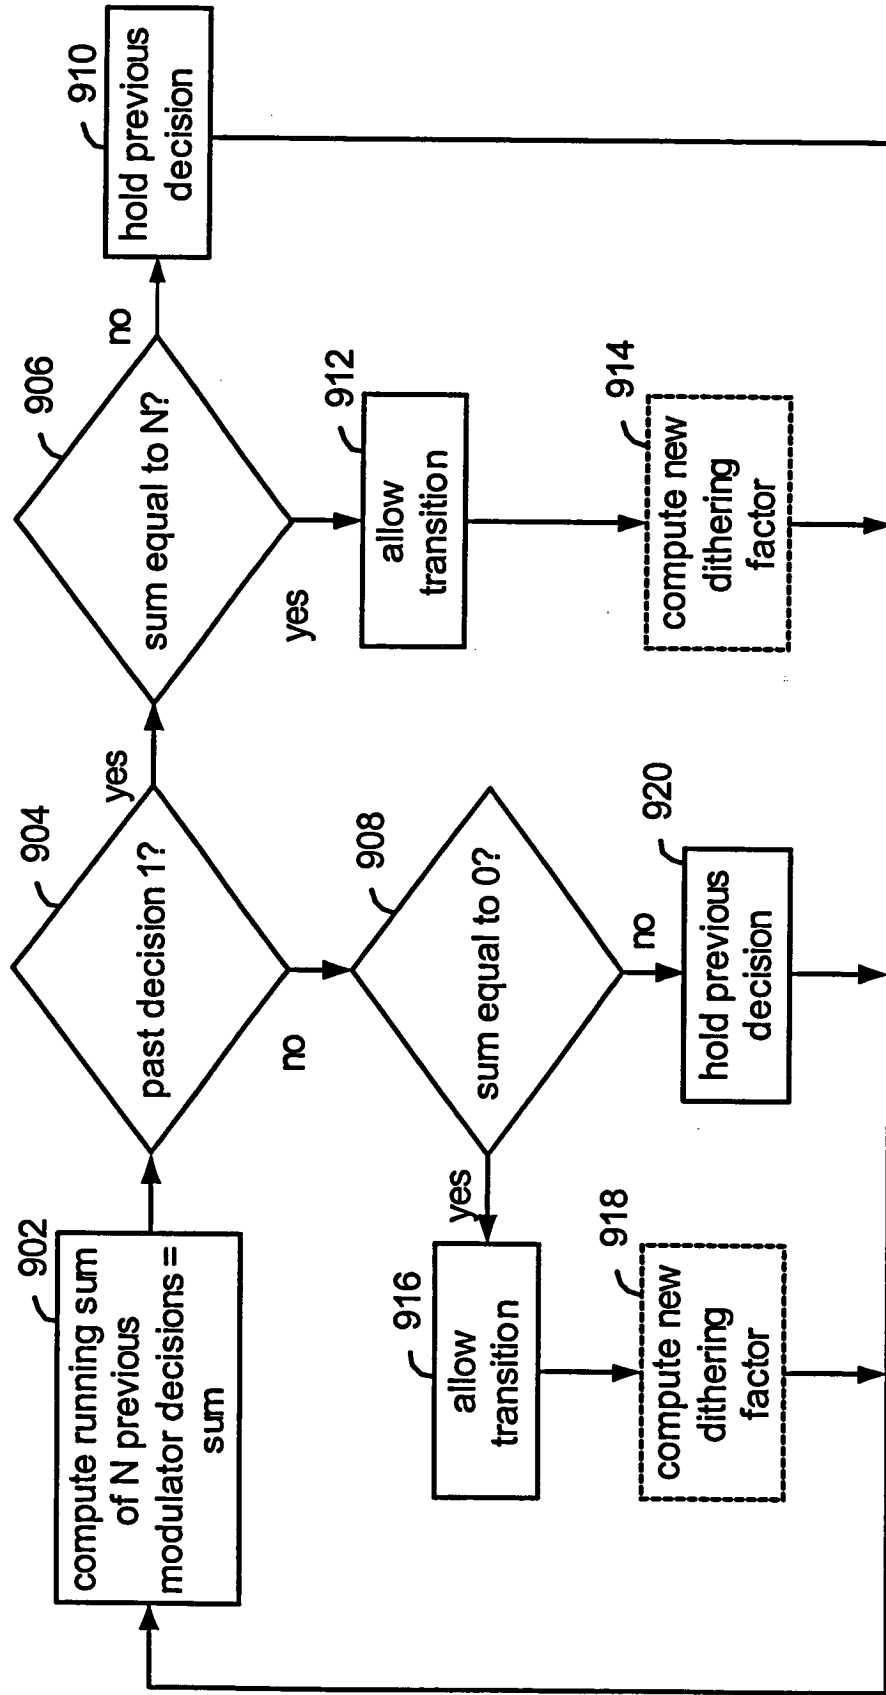 902
compute running sum
of N previous
modulator decisions =
sum
904
past decision 1?
yes
no
906
sum equal to N?
no
yes
910
hold previous
decision
912
allow
transition
914
compute new
dithering
factor
908
sum equal to 0?
yes
no
916
allow
transition
918
compute new
dithering
factor
920
hold previous
decision